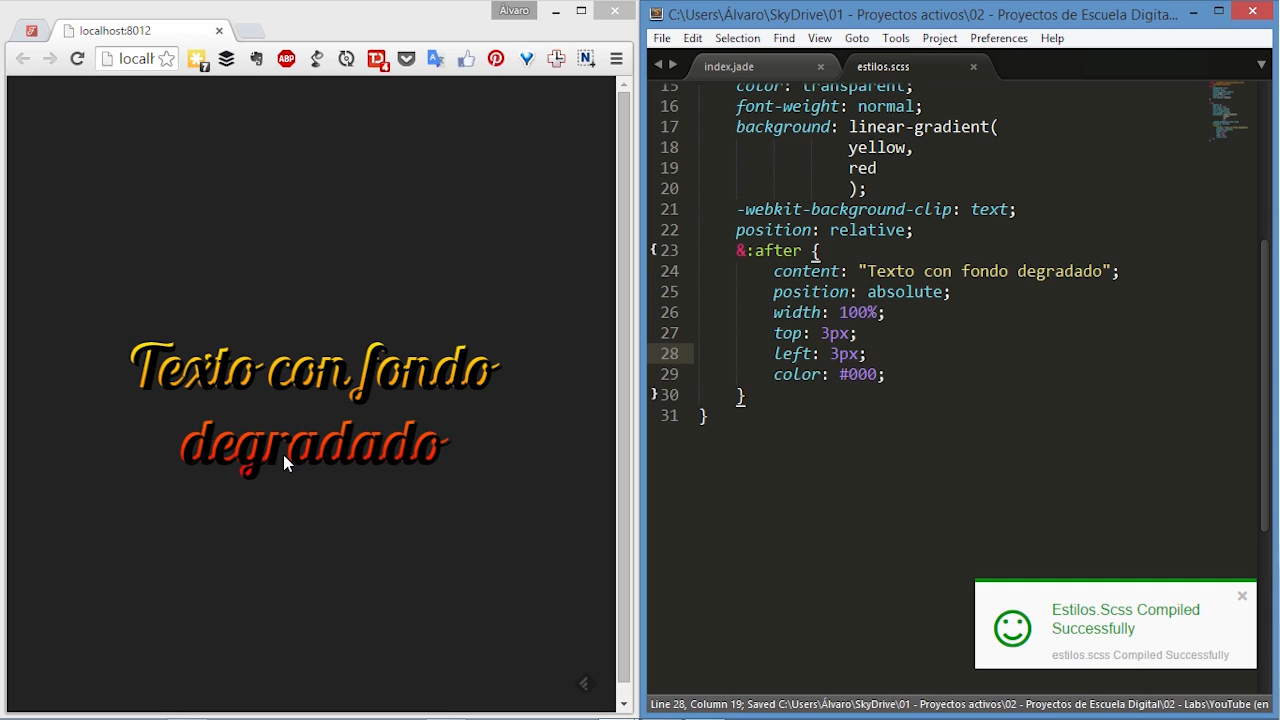 Álvaro
localhost:8012
localh
7
ABP
4
N
Texto con fondo
degradado
C:\Users\Álvaro\SkyDrive\01 - Proyectos activos\02 - Proyectos de Escuela Digita...
File Edit Selection Find View Goto Tools Project Preferences Help
index.jade
estilos.scss
15 color: transparent;
16 font-weight: normal;
17 background: linear-gradient(
18 yellow,
19 red
20 );
21 -webkit-background-clip: text;
22 position: relative;
23 &:after {
24 content: "Texto con fondo degradado";
25 position: absolute;
26 width: 100%;
27 top: 3px;
28 left: 3px;
29 color: #000;
30 }
31 }
Estilos.Scss Compiled
Successfully
estilos.scss Compiled Successfully
Line 28, Column 19; Saved C:\Users\Álvaro\SkyDrive\01 - Proyectos activos\02 - Proyectos de Escuela Digital\02 - Labs\YouTube (en